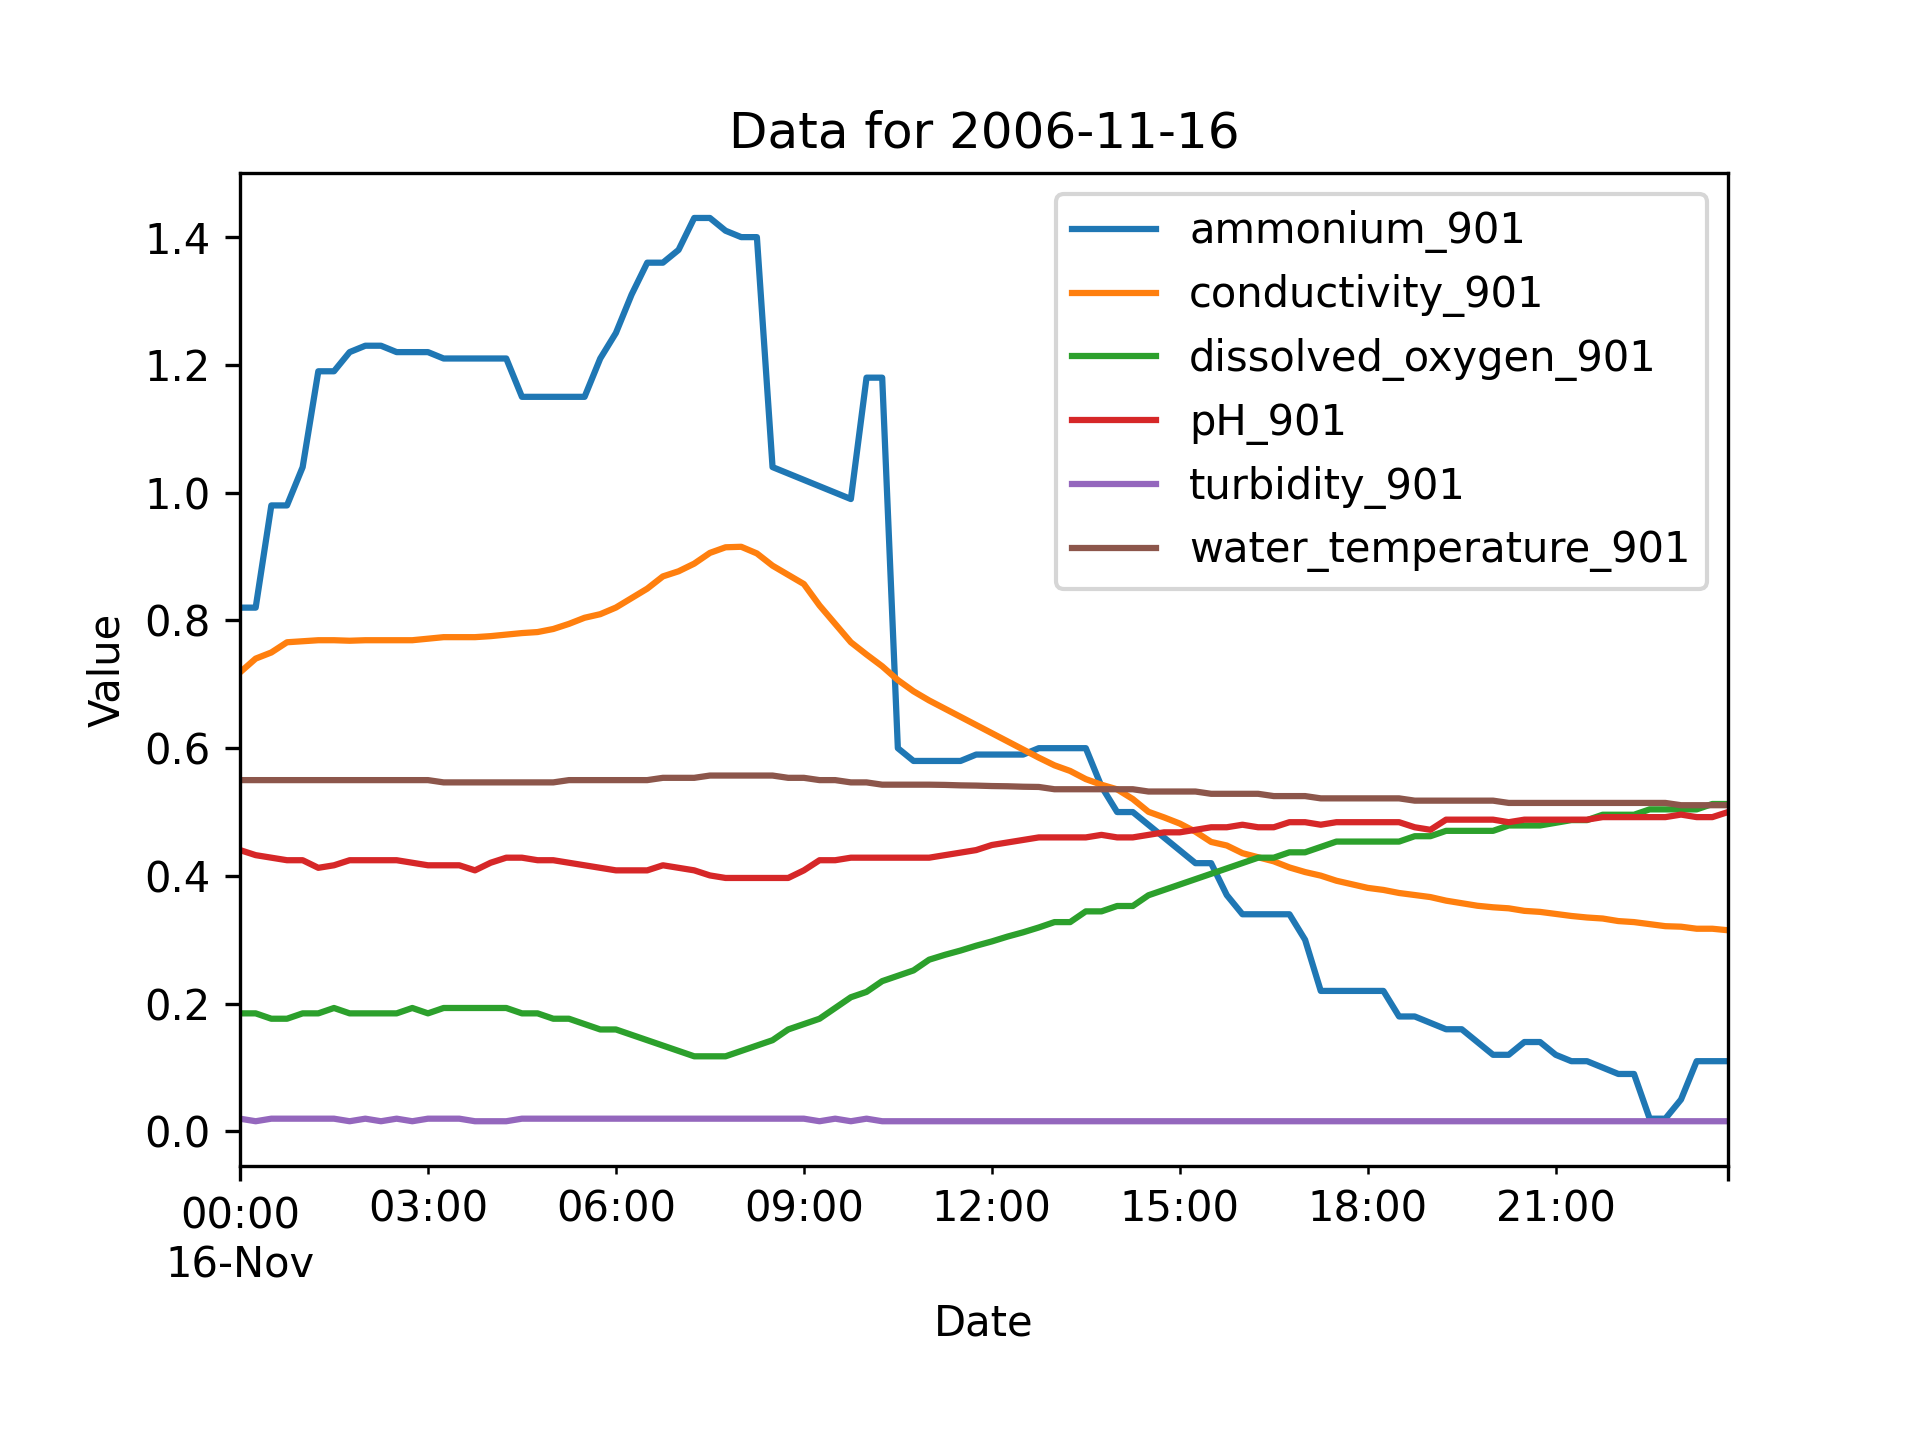 Data for 2006-11-16
ammonium_901
conductivity_901
dissolved_oxygen_901
pH_901
turbidity_901
water_temperature_901
Value
1.4
1.2
1.0
0.8
0.6
0.4
0.2
0.0
00:00 03:00 06:00 09:00 12:00 15:00 18:00 21:00
16-Nov
Date